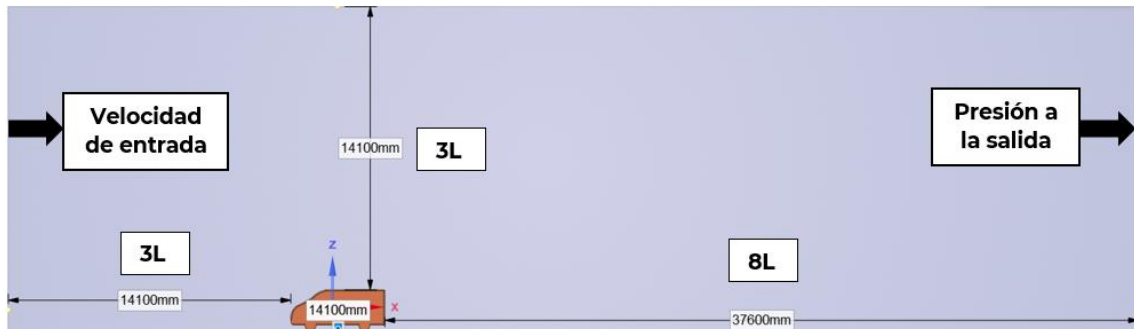 Velocidad
de entrada
Presión a
la salida
14100mm
3L
3L
8L
z
14100mm
14100mm
x
37600mm